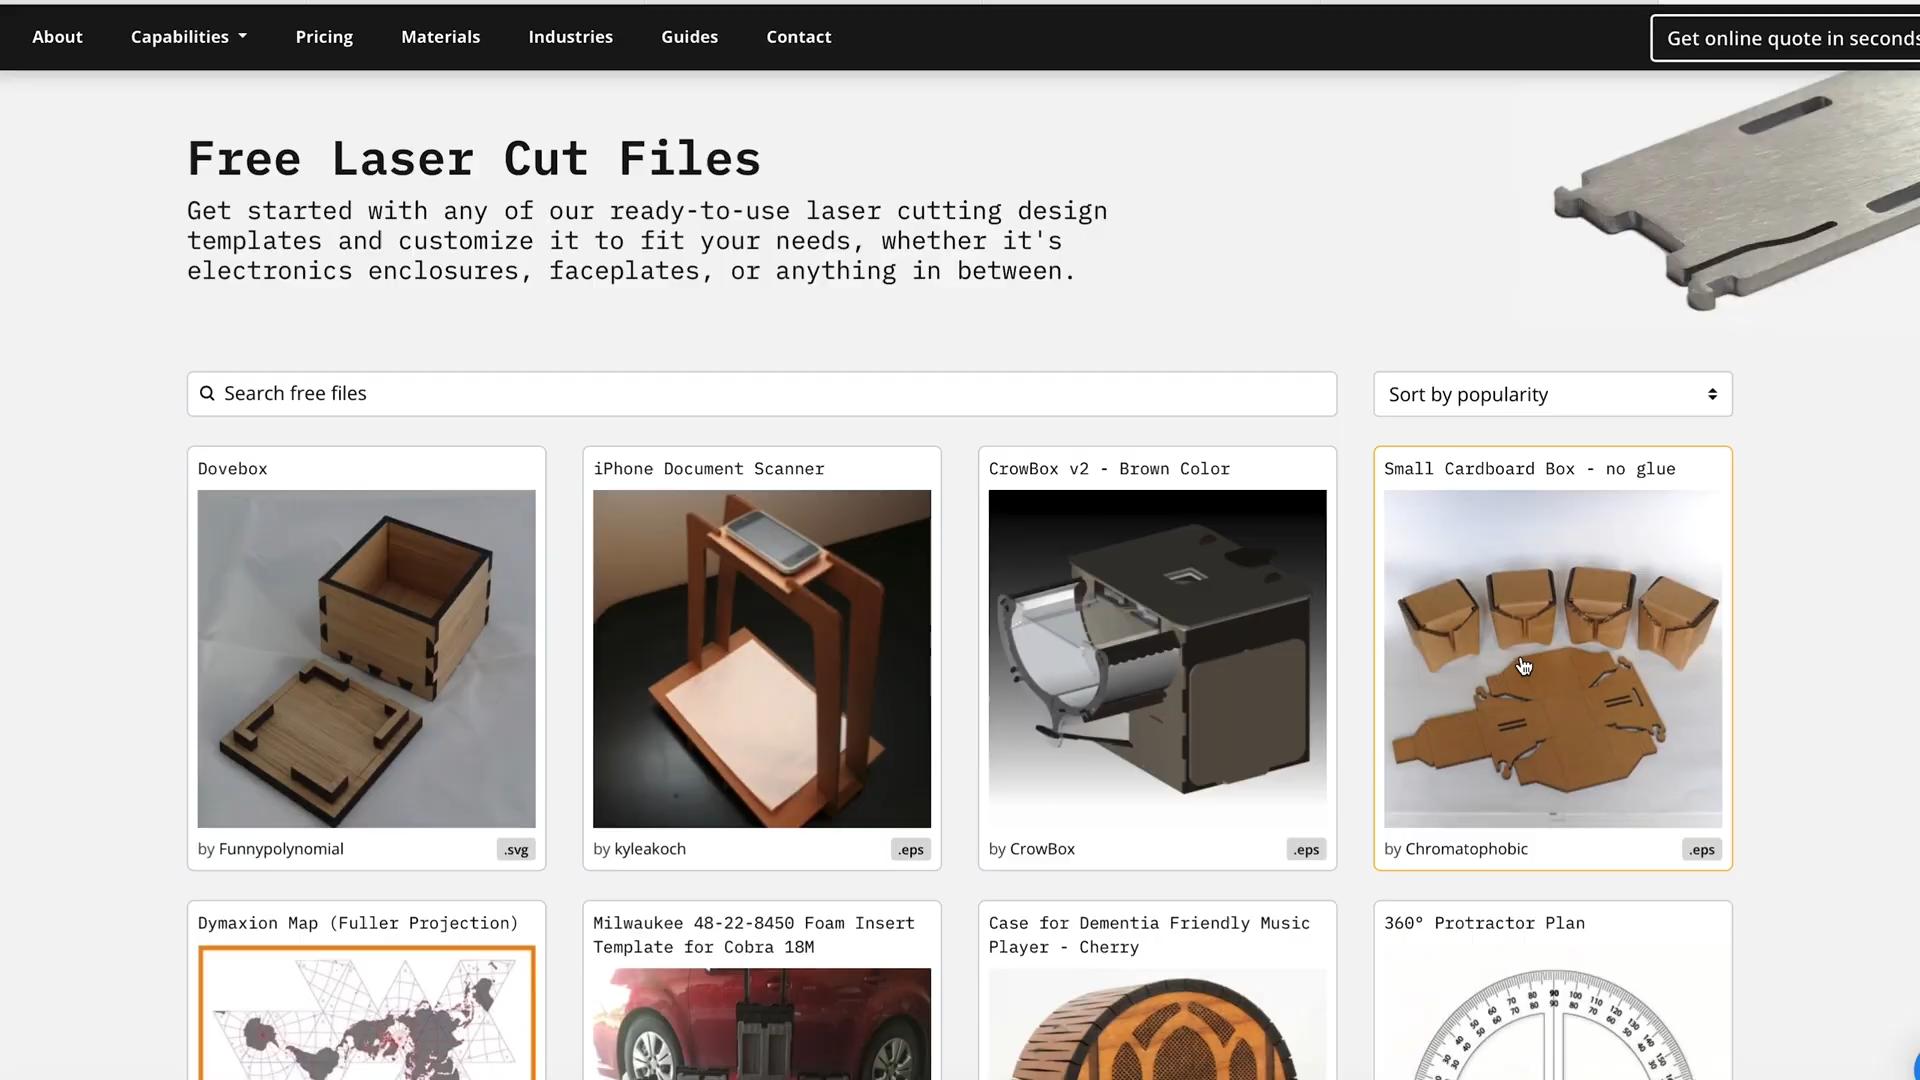 About Capabilities Pricing Materials Industries Guides Contact Get online quote in seconds
Free Laser Cut Files
Get started with any of our ready-to-use laser cutting design
templates and customize it to fit your needs, whether it's
electronics enclosures, faceplates, or anything in between.
Search free files
Sort by popularity
Dovebox
by Funnypolynomial
.svg
iPhone Document Scanner
by kyleakoch
.eps
CrowBox v2 - Brown Color
by CrowBox
.eps
Small Cardboard Box - no glue
by Chromatophobic
.eps
Dymaxion Map (Fuller Projection)
Milwaukee 48-22-8450 Foam Insert
Template for Cobra 18M
Case for Dementia Friendly Music
Player - Cherry
360° Protractor Plan